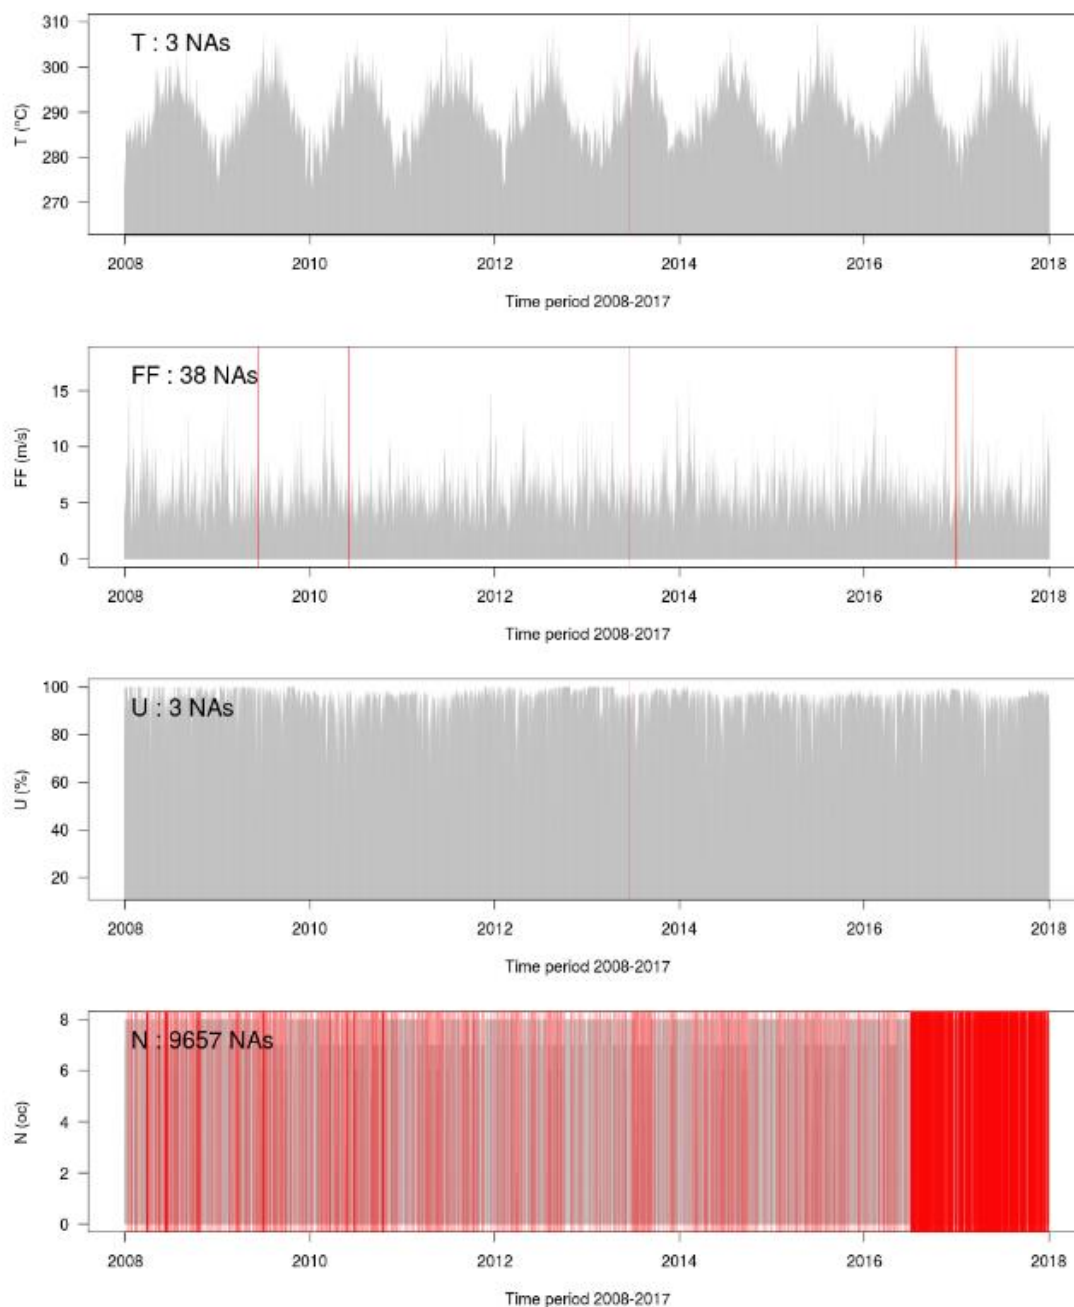 T : 3 NAs
310
300
290
280
270
T (°C)
2008 2010 2012 2014 2016 2018
Time period 2008-2017
FF : 38 NAs
15
10
5
0
FF (m/s)
2008 2010 2012 2014 2016 2018
Time period 2008-2017
U : 3 NAs
100
80
60
40
20
U (%)
2008 2010 2012 2014 2016 2018
Time period 2008-2017
N : 9657 NAs
8
6
4
2
0
N (oc)
2008 2010 2012 2014 2016 2018
Time period 2008-2017